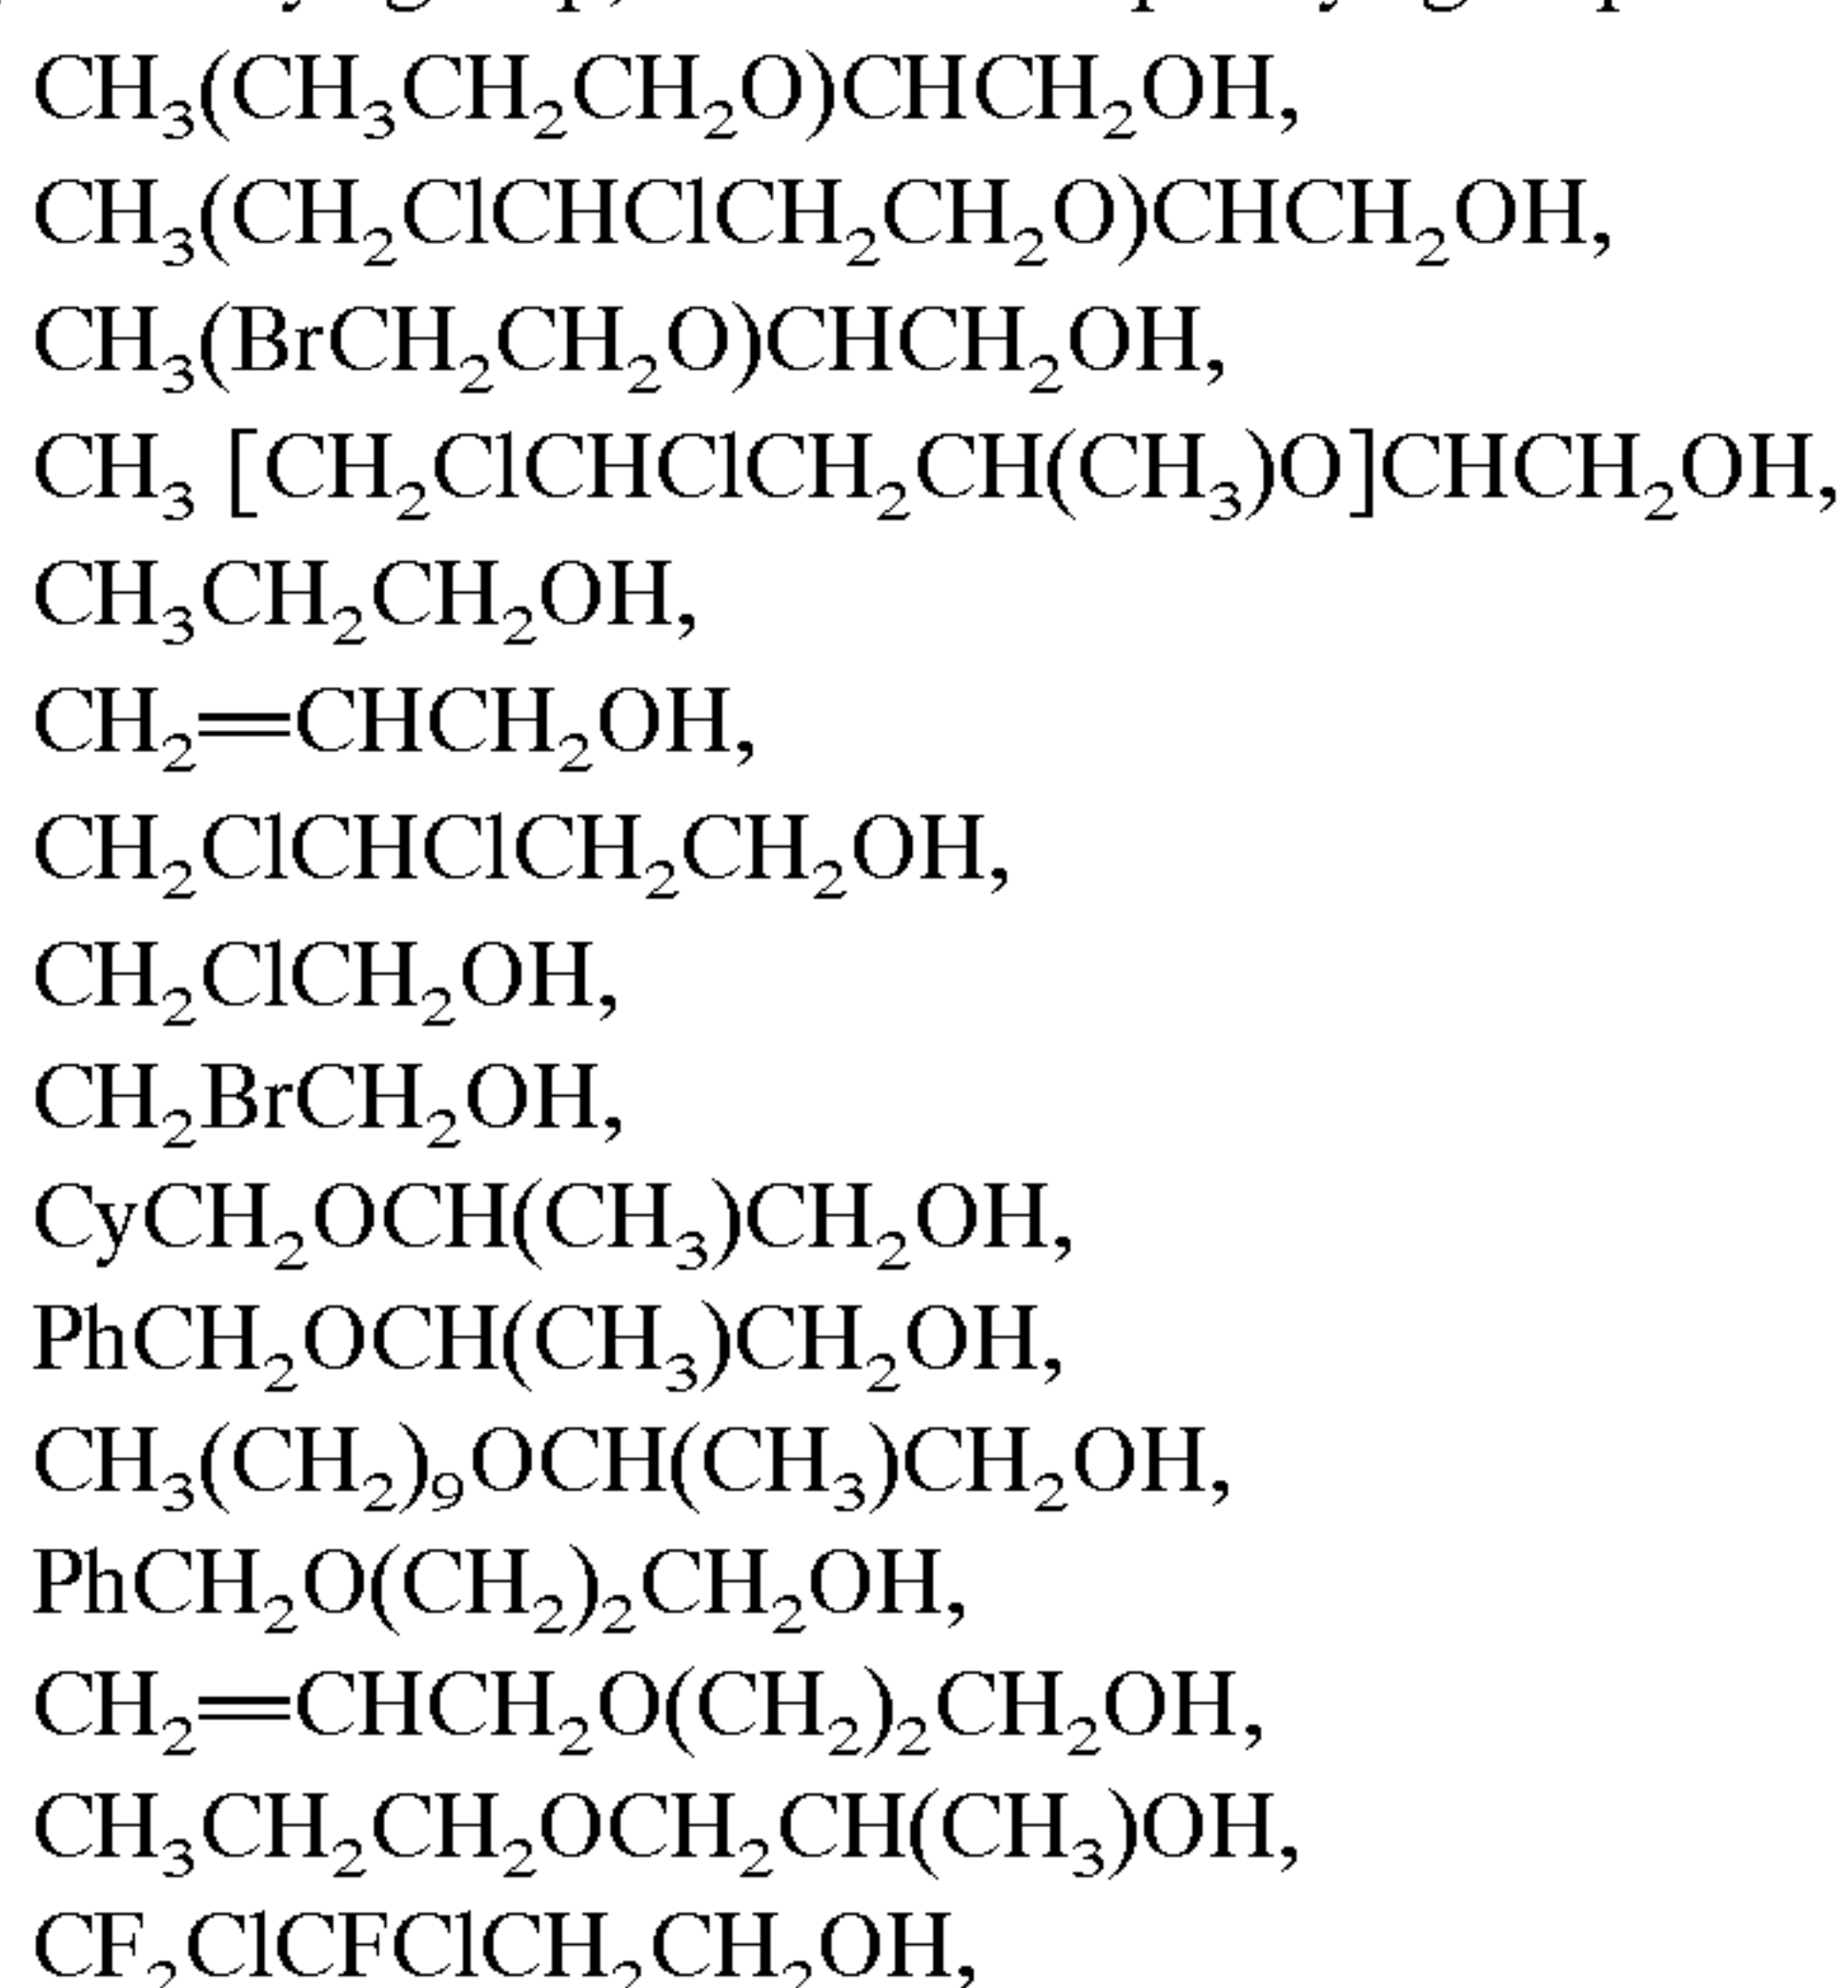 CH₃(CH₃CH₂CH₂O)CHCH₂OH,
CH₃(CH₂ClCHClCH₂CH₂O)CHCH₂OH,
CH₃(BrCH₂CH₂O)CHCH₂OH,
CH₃ [CH₂ClCHClCH₂CH(CH₃)O]CHCH₂OH,
CH₃CH₂CH₂OH,
CH₂=CHCH₂OH,
CH₂ClCHClCH₂CH₂OH,
CH₂ClCH₂OH,
CH₂BrCH₂OH,
CyCH₂OCH(CH₃)CH₂OH,
PhCH₂OCH(CH₃)CH₂OH,
CH₃(CH₂)₉OCH(CH₃)CH₂OH,
PhCH₂O(CH₂)₂CH₂OH,
CH₂=CHCH₂O(CH₂)₂CH₂OH,
CH₃CH₂CH₂OCH₂CH(CH₃)OH,
CF₂ClCFClCH₂CH₂OH,